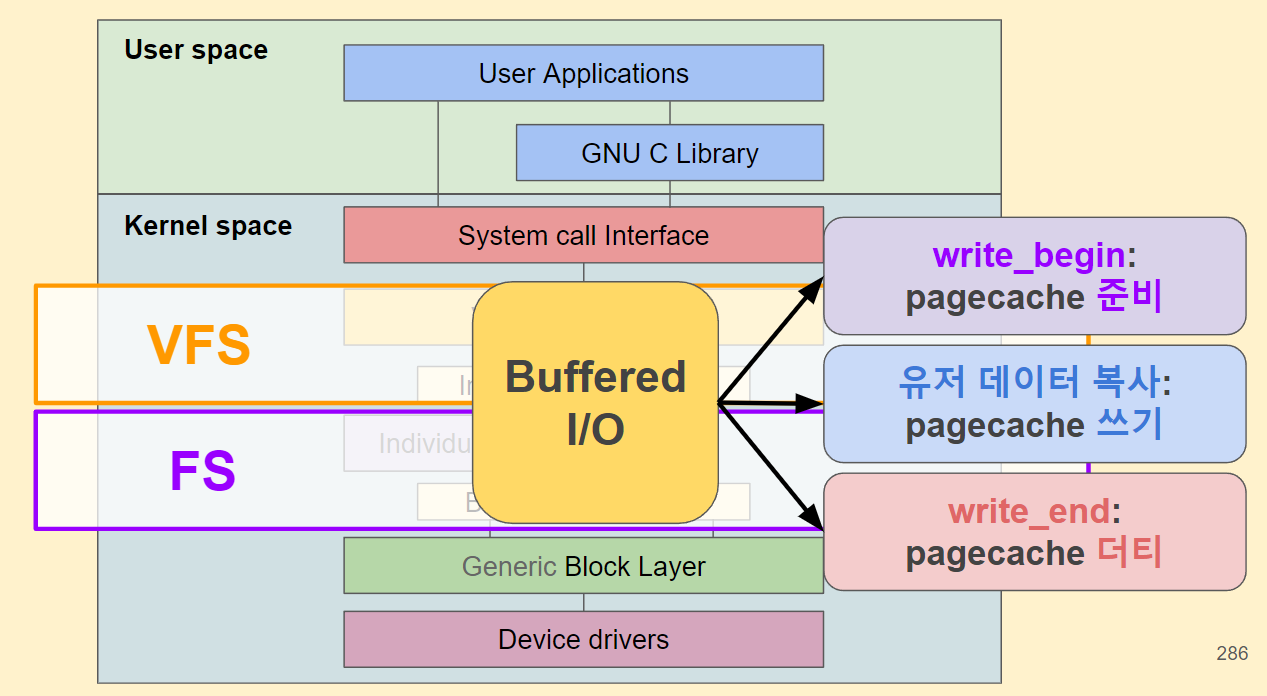 User space
User Applications
GNU C Library
Kernel space
System call Interface
VFS
FS
Buffered
I/O
write_begin:
pagecache 준비
유저 데이터 복사:
pagecache 쓰기
write_end:
pagecache 더티
Generic Block Layer
Device drivers
286